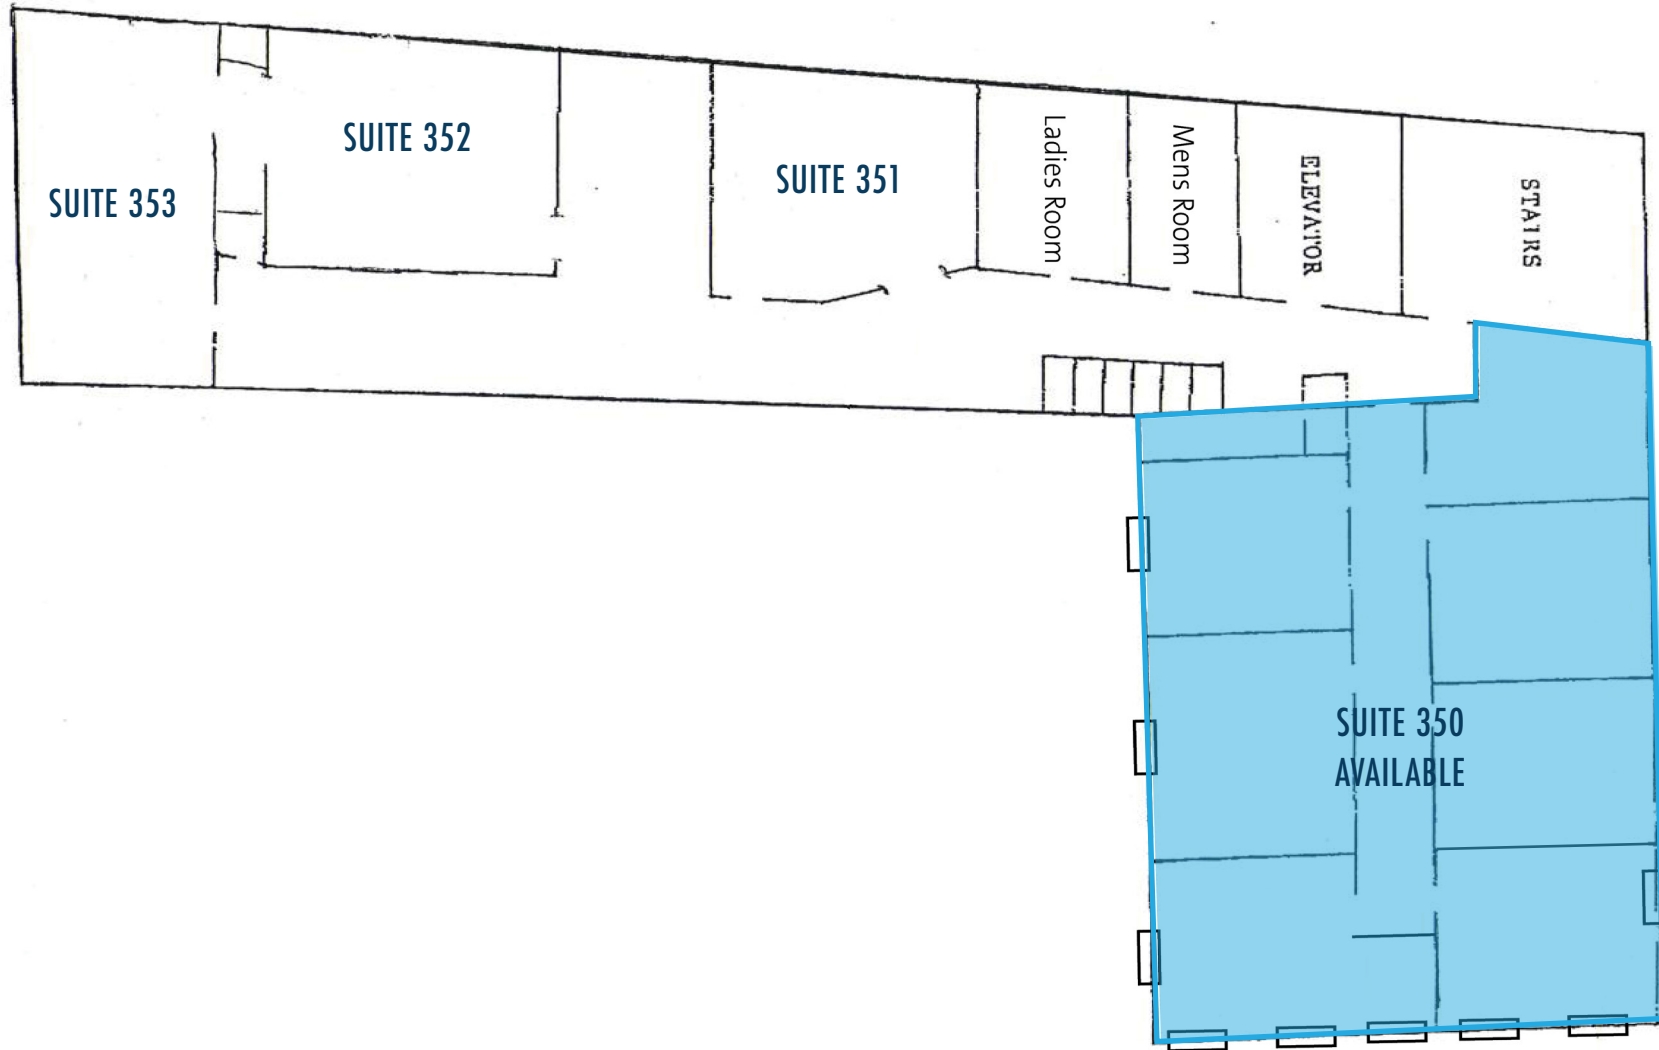 SUITE 353
SUITE 352
SUITE 351
Ladies Room
Mens Room
ELEVATOR
STAIRS
SUITE 350
AVAILABLE